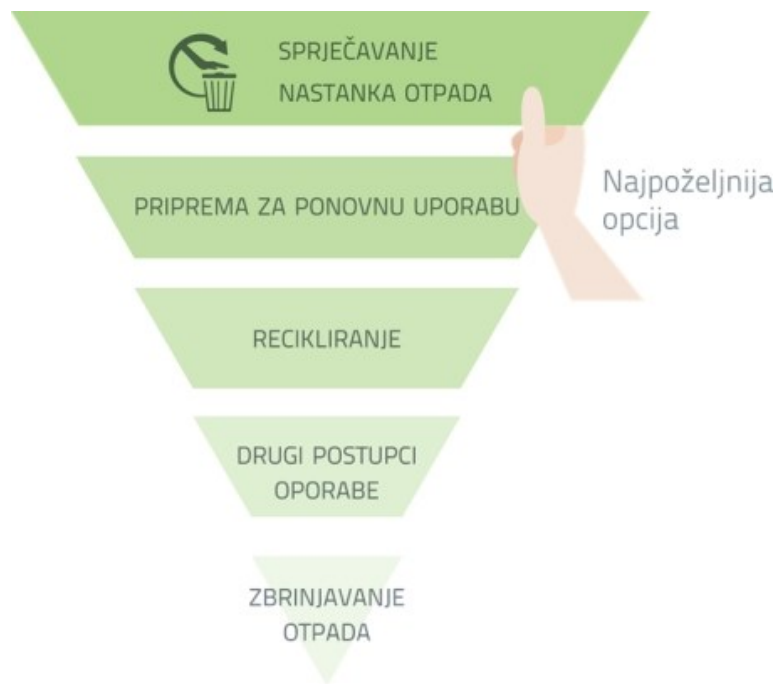 SPRJEČAVANJE
NASTANKA OTPADA
PRIPREMA ZA PONOVNU UPORABU
Najpoželjnija
opcija
RECIKLIRANJE
DRUGI POSTUPCI
OPORABE
ZBRINJAVANJE
OTPADA